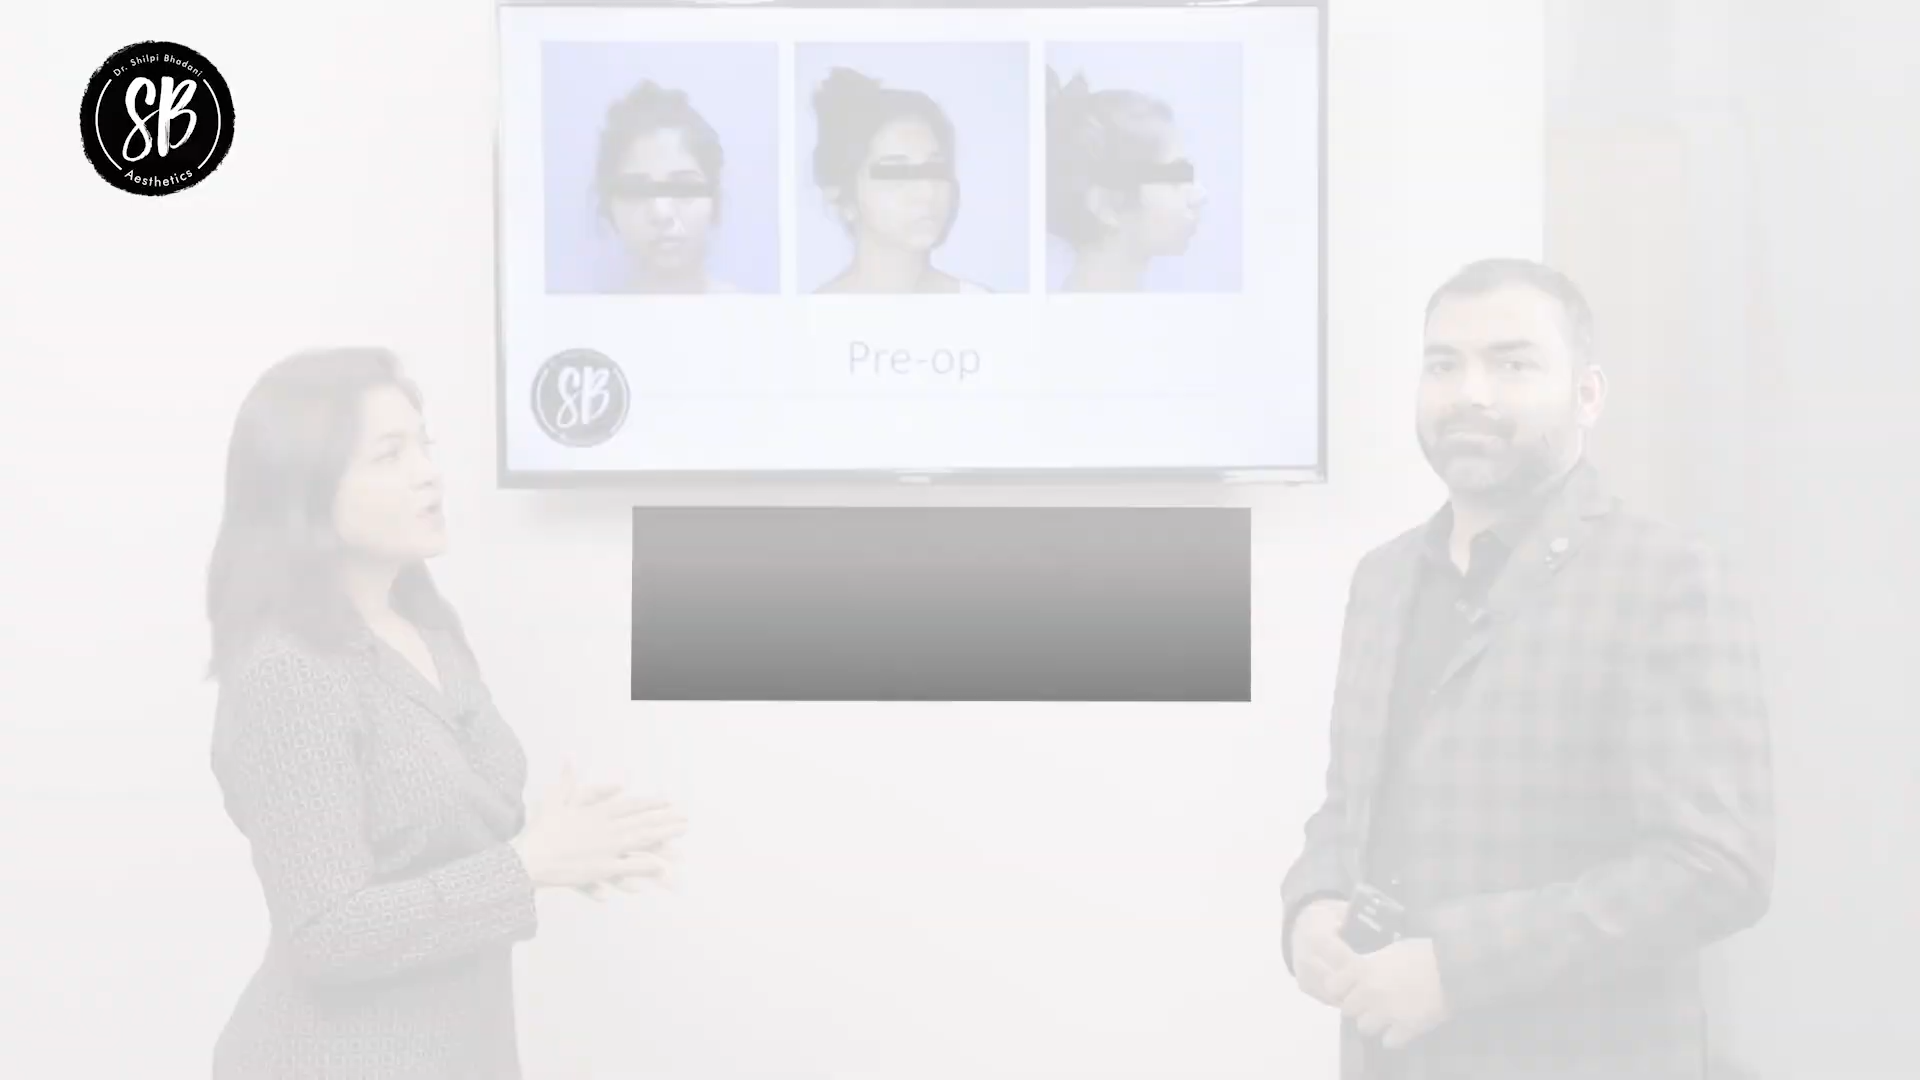 Dr. Shilpi Bhadani
SB
Aesthetics
Pre-op
SB